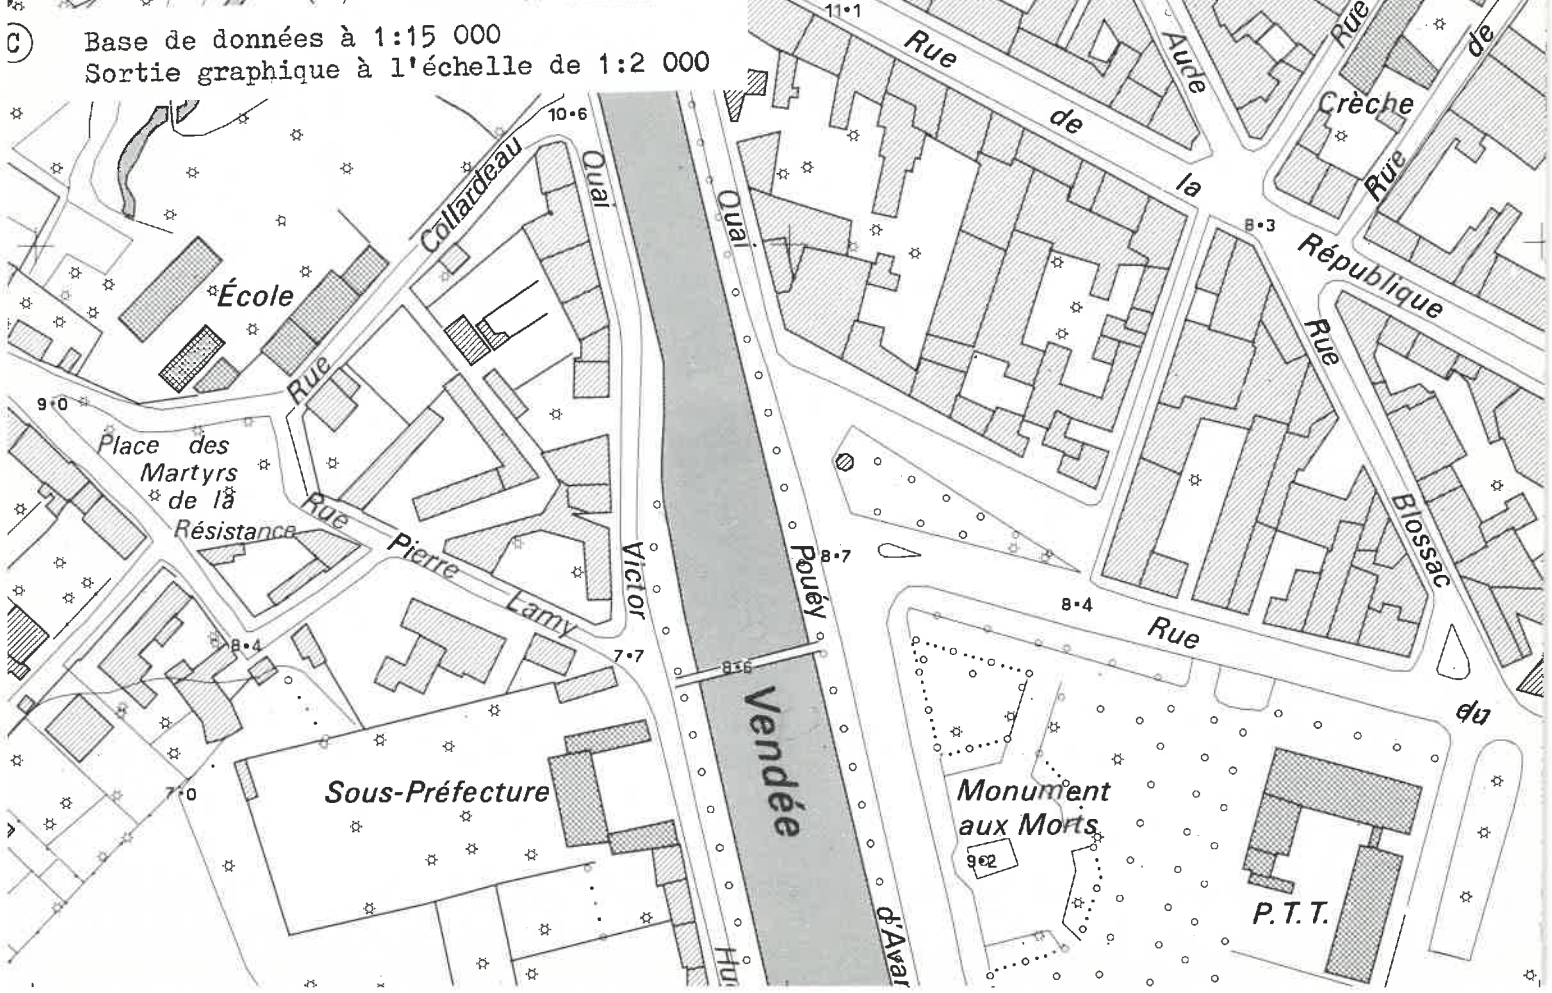 C
Base de données à 1:15 000
Sortie graphique à l'échelle de 1:2 000
11•1
Rue
de
la
République
Aude
Rue
Crèche
Rue
de
10•6
Quai
Collardeau
Rue
Quai
8•3
École
Rue
9•0
Place des
Martyrs
de la
Résistance
Rue
Pierre
Lamy
Victor
Pouéy
8•7
Blossac
8•4
8•4
Rue
7•7
8•6
Vendée
du
7•0
Sous-Préfecture
Monument
aux Morts
9•2
P.T.T.
Hu
d'Avar